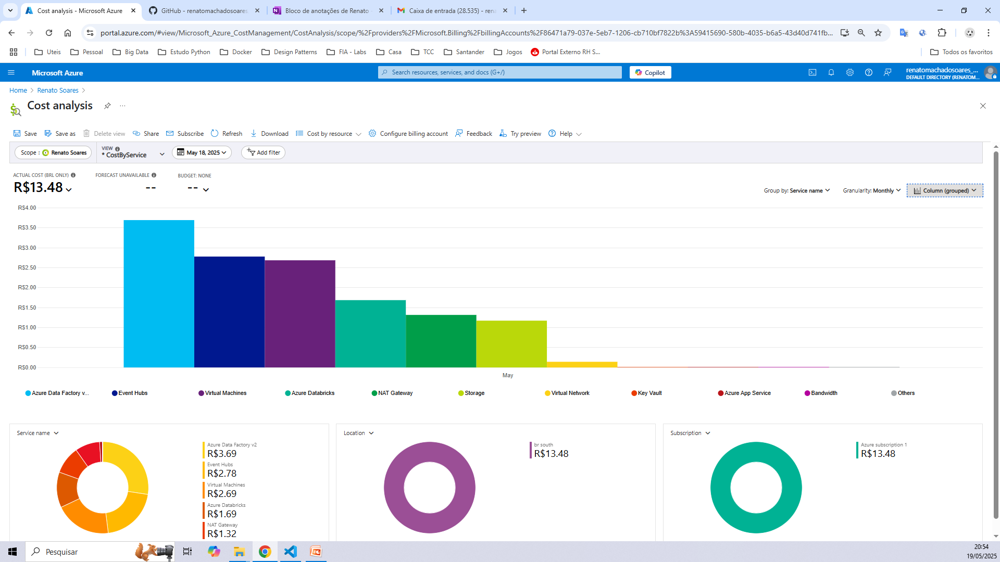 Cost analysis - Microsoft Azure
GitHub - renatomachadosoares
Bloco de anotações de Renato -
Caixa de entrada (28.535) - rena
portal.azure.com/#view/Microsoft_Azure_CostManagement/CostAnalysis/scope/%2Fproviders%2FMicrosoft.Billing%2FbillingAccounts%2F86471a79-037e-5eb7-1206-cb710bf7822b%3A59415690-580b-4035-b6a5-43d40d741fb...
Uteis
Pessoal
Big Data
Estudo Python
Docker
Design Patterns
FIA - Labs
Casa
TCC
Santander
Jogos
Portal Externo RH S...
Todos os favoritos
Microsoft Azure
Search resources, services, and docs (G+/)
Copilot
renatomachadosoares_...
DEFAULT DIRECTORY (RENATOM...
Home
Renato Soares
Cost analysis
...
Save
Save as
Delete view
Share
Subscribe
Refresh
Download
Cost by resource
Configure billing account
Feedback
Try preview
Help
Scope : Renato Soares
VIEW
* CostByService
May 18, 2025
Add filter
ACTUAL COST (BRL ONLY)
R$13.48
FORECAST UNAVAILABLE
--
BUDGET: NONE
--
Group by: Service name
Granularity: Monthly
Column (grouped)
R$4.00
R$3.50
R$3.00
R$2.50
R$2.00
R$1.50
R$1.00
R$0.50
R$0.00
May
Azure Data Factory v...
Event Hubs
Virtual Machines
Azure Databricks
NAT Gateway
Storage
Virtual Network
Key Vault
Azure App Service
Bandwidth
Others
Service name
Azure Data Factory v2
R$3.69
Event Hubs
R$2.78
Virtual Machines
R$2.69
Azure Databricks
R$1.69
NAT Gateway
R$1.32
Location
br south
R$13.48
Subscription
Azure subscription 1
R$13.48
Pesquisar
20:54
19/05/2025